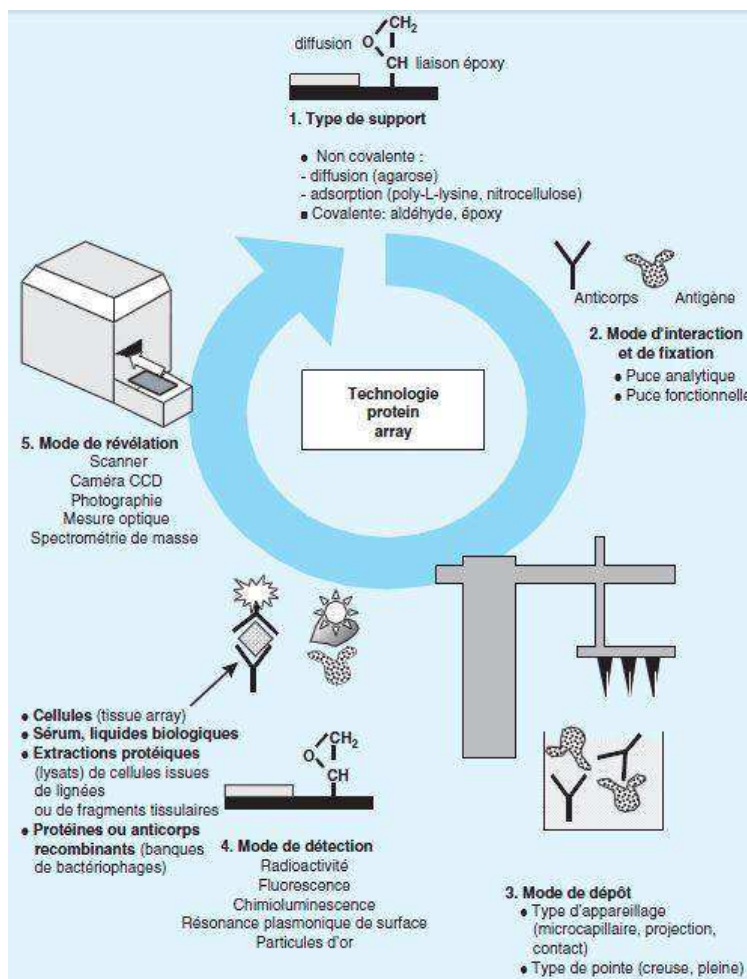 diffusion
O
CH2
CH liaison époxy
1. Type de support
● Non covalente :
- diffusion (agarose)
- adsorption (poly-L-lysine, nitrocellulose)
■ Covalente: aldéhyde, époxy
Anticorps
Antigène
2. Mode d'interaction
et de fixation
● Puce analytique
● Puce fonctionnelle
Technologie
protein
array
5. Mode de révélation
Scanner
Caméra CCD
Photographie
Mesure optique
Spectrométrie de masse
● Cellules (tissue array)
● Sérum, liquides biologiques
● Extractions protéiques
(lysats) de cellules issues
de lignées
ou de fragments tissulaires
● Protéines ou anticorps
recombinants (banques
de bactériophages)
O
CH2
CH
4. Mode de détection
Radioactivité
Fluorescence
Chimioluminescence
Résonance plasmonique de surface
Particules d'or
3. Mode de dépôt
● Type d'appareillage
(microcapillaire, projection,
contact)
● Type de pointe (creuse, pleine)